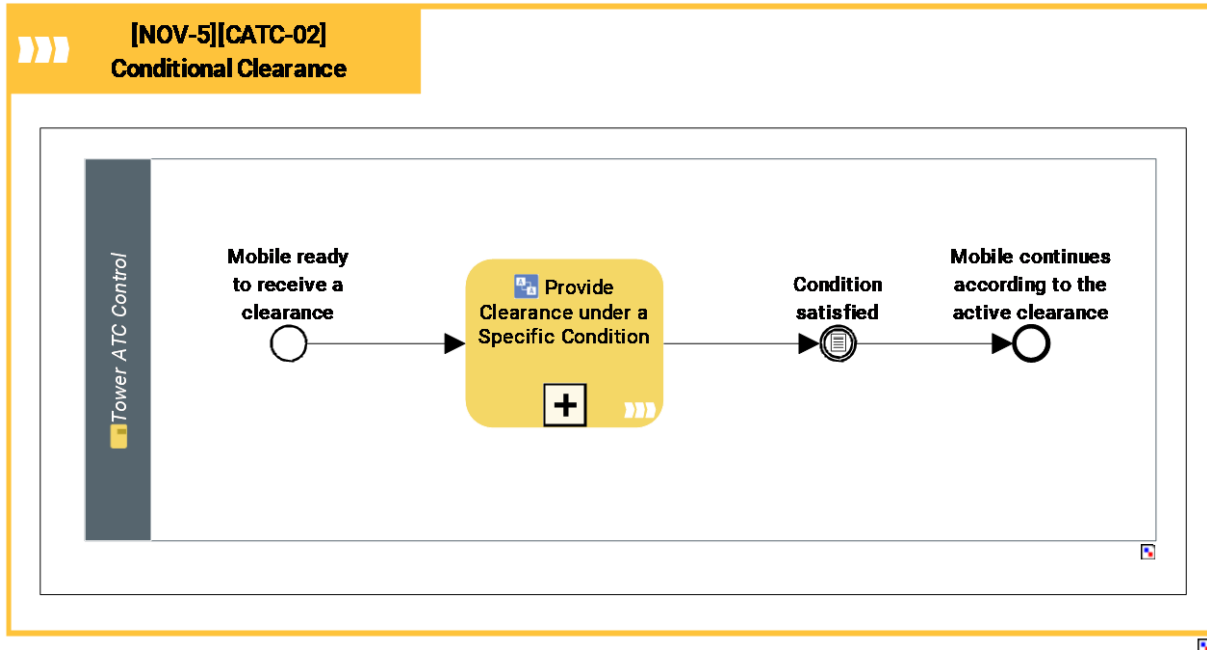 [NOV-5][CATC-02]
Conditional Clearance
Tower ATC Control
Mobile ready
to receive a
clearance
Provide
Clearance under a
Specific Condition
Condition
satisfied
Mobile continues
according to the
active clearance